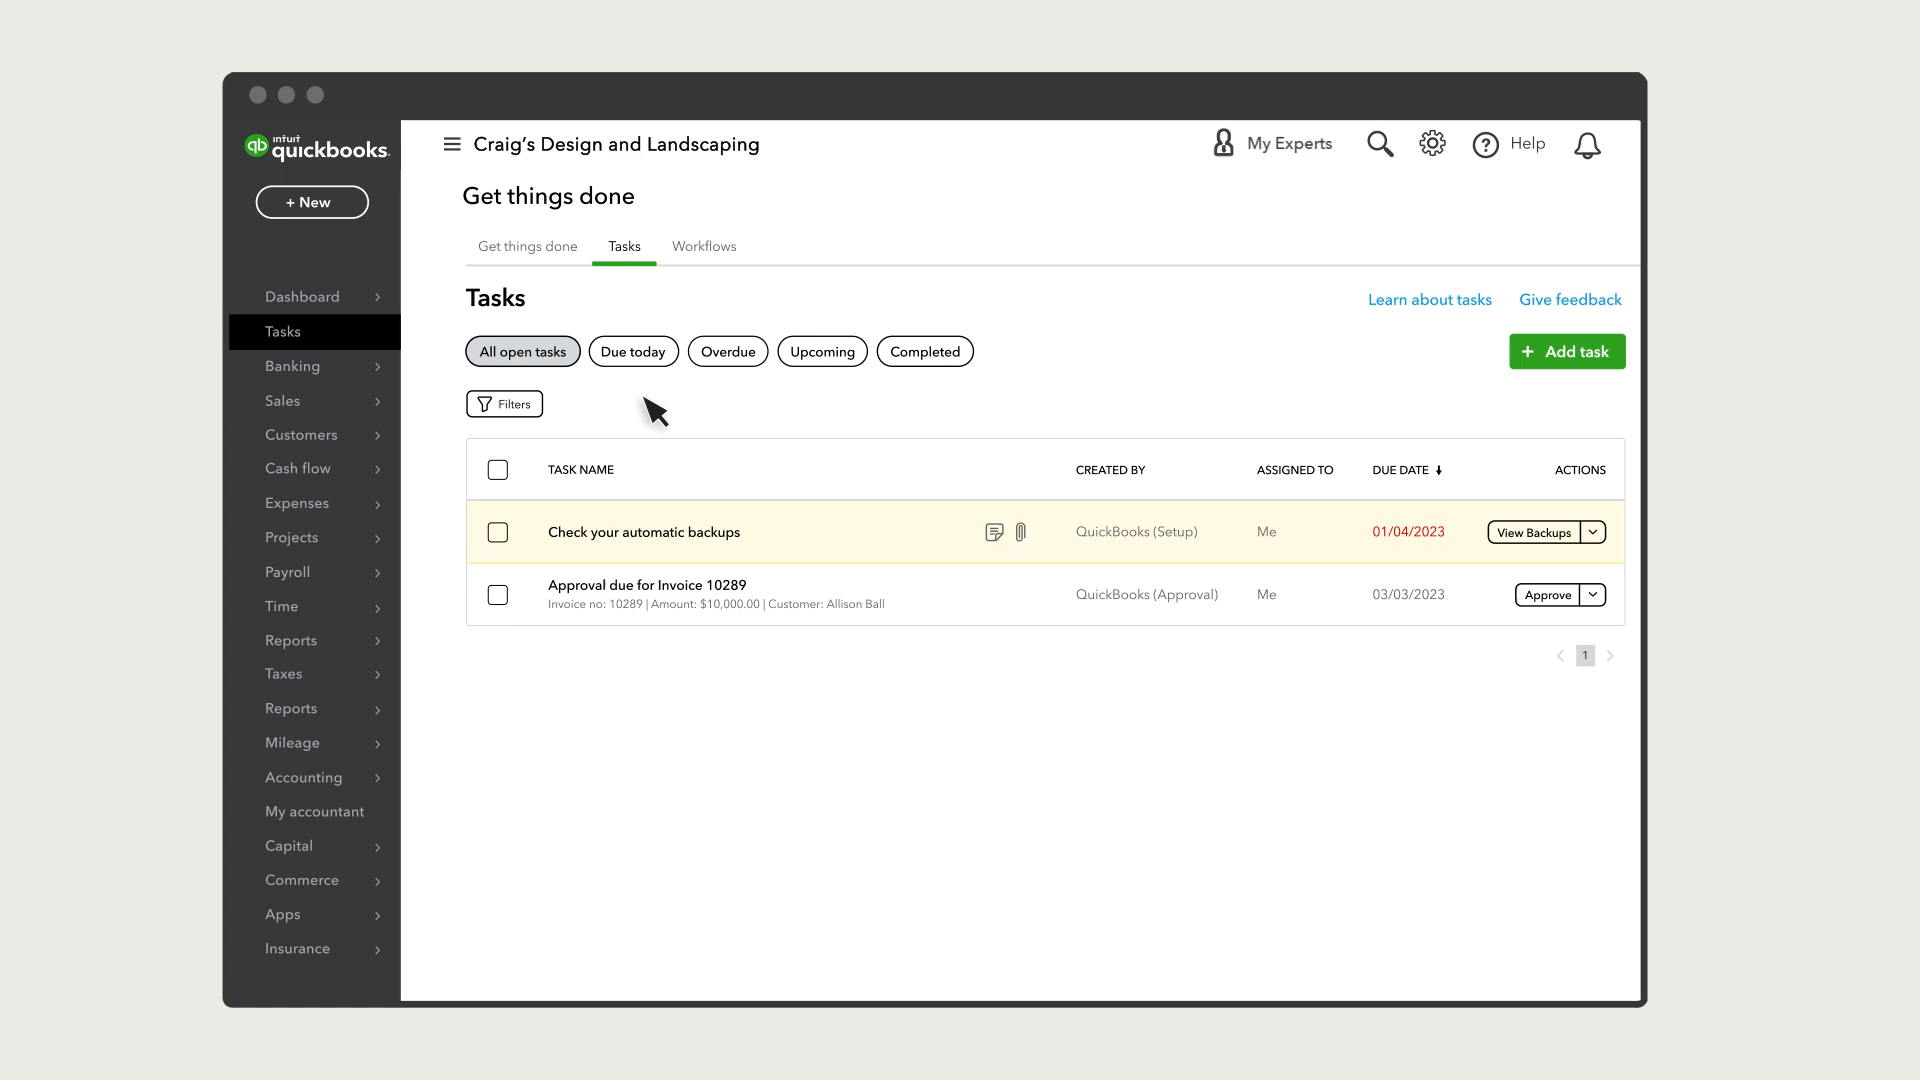 intuit
quickbooks.
+ New
Dashboard
Tasks
Banking
Sales
Customers
Cash flow
Expenses
Projects
Payroll
Time
Reports
Taxes
Reports
Mileage
Accounting
My accountant
Capital
Commerce
Apps
Insurance
Craig’s Design and Landscaping
My Experts
Help
Get things done
Get things done Tasks Workflows
Tasks
Learn about tasks Give feedback
All open tasks Due today Overdue Upcoming Completed
+ Add task
Filters
TASK NAME CREATED BY ASSIGNED TO DUE DATE ACTIONS
Check your automatic backups QuickBooks (Setup) Me 01/04/2023 View Backups
Approval due for Invoice 10289
Invoice no: 10289 | Amount: $10,000.00 | Customer: Allison Ball
QuickBooks (Approval) Me 03/03/2023 Approve
1